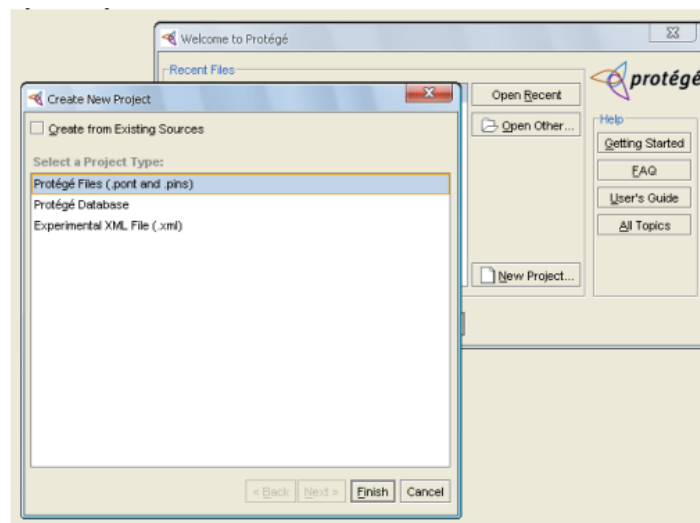 Welcome to Protégé
Recent Files
Create New Project
Create from Existing Sources
Select a Project Type:
Protégé Files (.pont and .pins)
Protégé Database
Experimental XML File (.xml)
< Back
Next >
Finish
Cancel
Open Recent
Open Other...
New Project...
protégé
Help
Getting Started
FAQ
User's Guide
All Topics